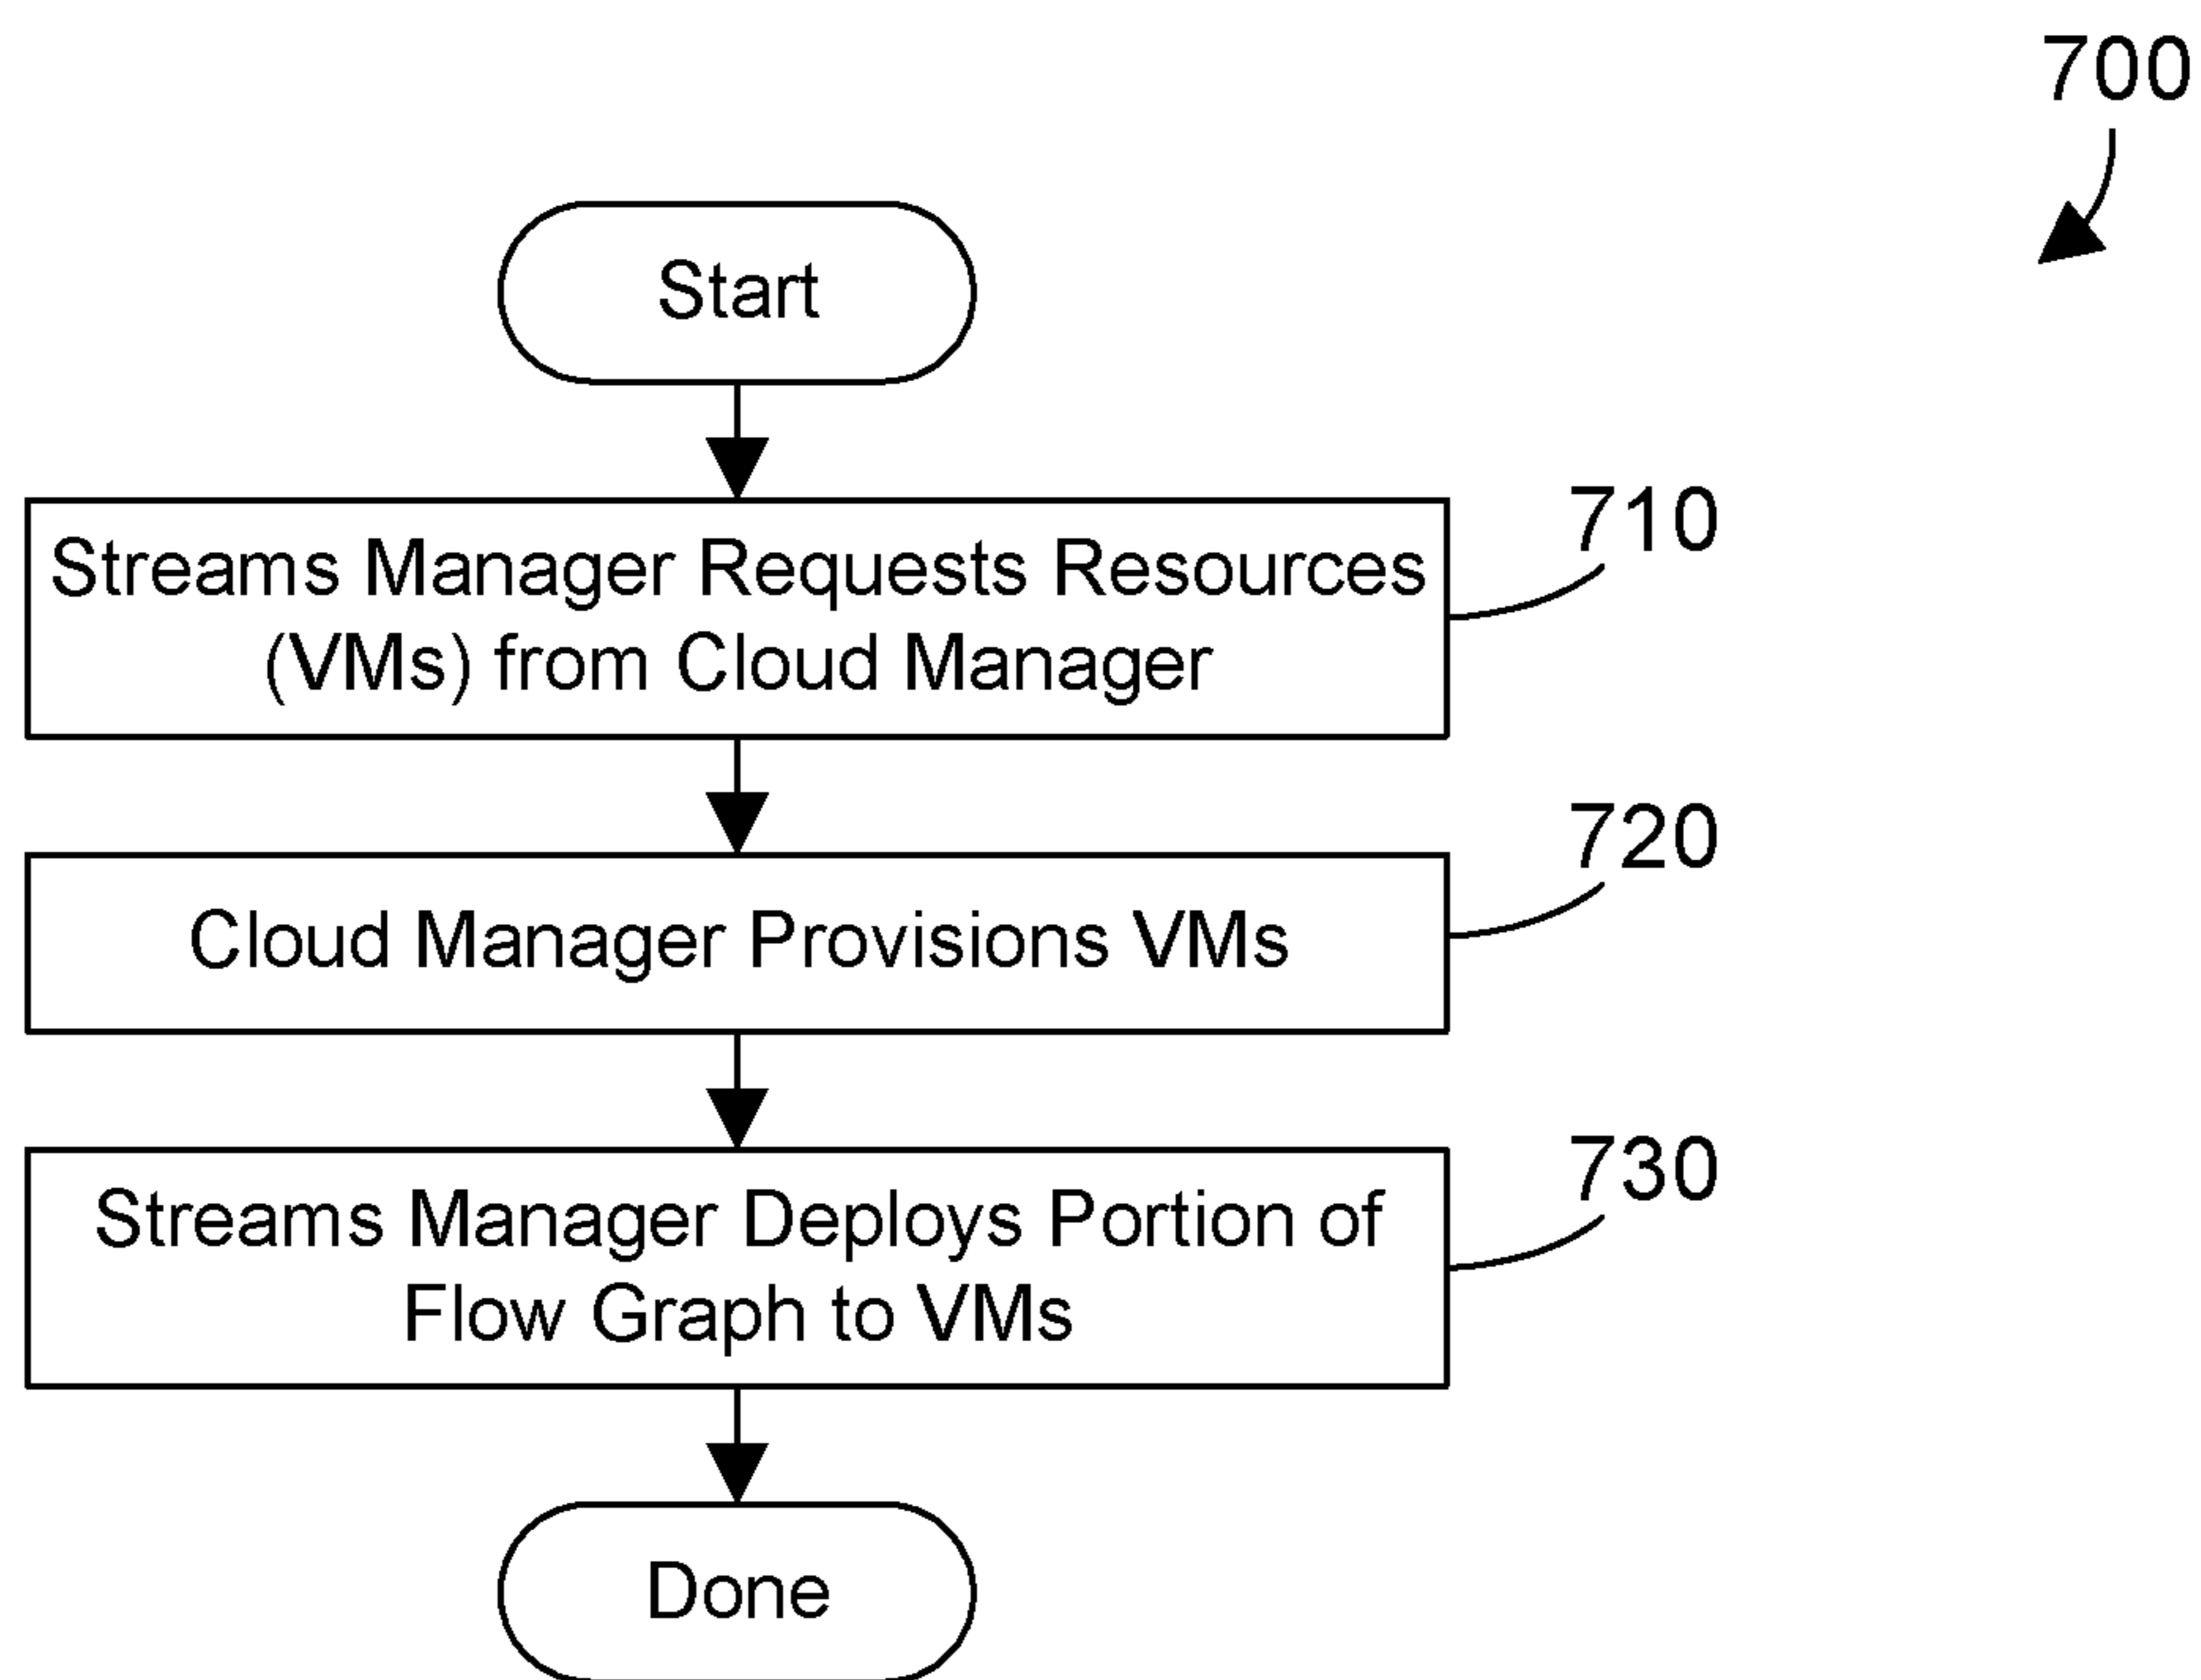 700
Start
Streams Manager Requests Resources
(VMs) from Cloud Manager
710
Cloud Manager Provisions VMs
720
Streams Manager Deploys Portion of
Flow Graph to VMs
730
Done